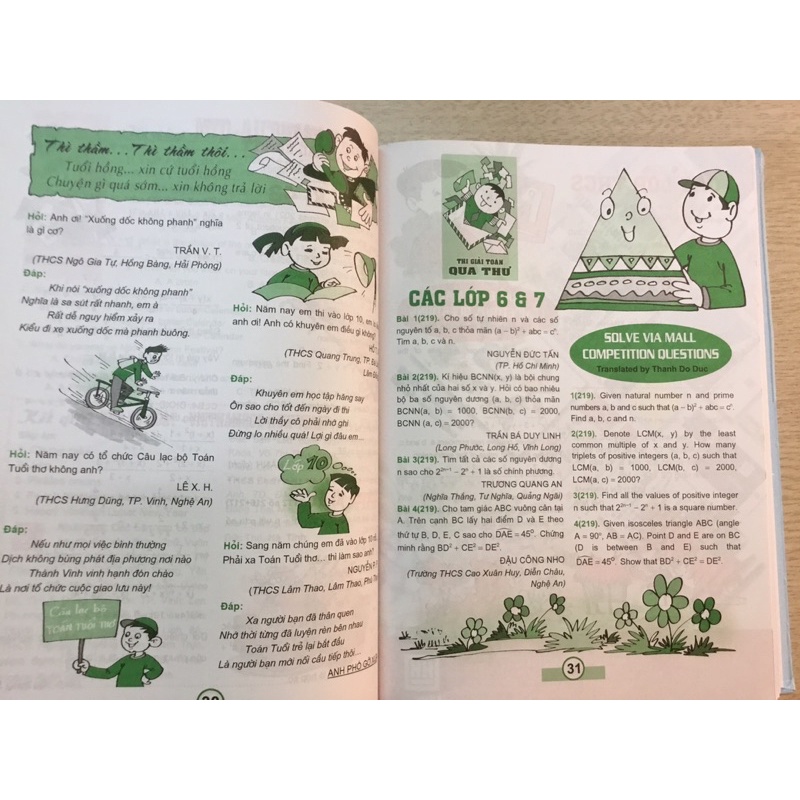 Thì thầm...Thì thầm thôi...
Tuổi hồng... xin cứ tuổi hồng
Chuyện gì quá sớm... xin không trả lời
Hỏi: Anh ơi! "Xuống dốc không phanh" nghĩa
là gì cơ?
TRẦN V. T.
(THCS Ngô Gia Tự, Hồng Bàng, Hải Phòng)
Đáp:
Khi nói "xuống dốc không phanh"
Nghĩa là sa sút rất nhanh, em à
Rất dễ nguy hiểm xảy ra
Kiểu đi xe xuống dốc mà phanh buông.
Hỏi: Năm nay có tổ chức Câu lạc bộ Toán
Tuổi thơ không anh?
LÊ X. H.
(THCS Hưng Dũng, TP. Vinh, Nghệ An)
Đáp:
Nếu như mọi việc bình thường
Dịch không bùng phát địa phương nơi nào
Thành Vinh vinh hạnh đón chào
Là nơi tổ chức cuộc giao lưu này!
Câu lạc bộ
TOÁN TUỔI THƠ
Hỏi: Năm nay em thi vào lớp 10, em lo
anh ơi! Anh có khuyên em điều gì không?
(THCS Quang Trung, TP.
Đáp:
Khuyên em học tập hăng say
Ôn sao cho tốt đến ngày đi thi
Lời thầy cô phải nhớ ghi
Đừng lo nhiều quá! Lợi gì đâu em...
Lớp 10
Hỏi: Sang năm chúng em đã vào lớp 10 rồi.
Phải xa Toán Tuổi thơ... thì làm sao anh?
NGUYỄN P.
(THCS Lâm Thao, Lâm Thao, Phú
Đáp:
Xa người bạn đã thân quen
Nhớ thời từng đã luyện rèn bên nhau
Toán Tuổi trẻ lại bắt đầu
Là người bạn mới nối cầu tiếp thôi...
ANH PHÓ
THI GIẢI TOÁN
QUA THƯ
CÁC LỚP 6 & 7
Bài 1(219). Cho số tự nhiên n và các số
nguyên tố a, b, c thỏa mãn (a – b)² + abc = cⁿ.
Tìm a, b, c và n.
NGUYỄN ĐỨC TẤN
(TP. Hồ Chí Minh)
Bài 2(219). Kí hiệu BCNN(x, y) là bội chung
nhỏ nhất của hai số x và y. Hỏi có bao nhiêu
bộ ba số nguyên dương (a, b, c) thỏa mãn
BCNN(a, b) = 1000, BCNN(b, c) = 2000,
BCNN (a, c) = 2000?
TRẦN BÁ DUY LINH
(Long Phước, Long Hồ, Vĩnh Long)
Bài 3(219). Tìm tất cả các số nguyên dương
n sao cho 2²ⁿ⁺¹ – 2ⁿ + 1 là số chính phương.
TRƯƠNG QUANG AN
(Nghĩa Thắng, Tư Nghĩa, Quảng Ngãi)
Bài 4(219). Cho tam giác ABC vuông cân tại
A. Trên cạnh BC lấy hai điểm D và E theo
thứ tự B, D, E, C sao cho DAE = 45⁰. Chứng
minh rằng BD² + CE² = DE².
ĐẬU CÔNG NHO
(Trường THCS Cao Xuân Huy, Diễn Châu,
Nghệ An)
SOLVE VIA MALL
COMPETITION QUESTIONS
Translated by Thanh Do Duc
1(219). Given natural number n and prime
numbers a, b and c such that (a – b)² + abc = cⁿ.
Find a, b, c and n.
2(219). Denote LCM(x, y) by the least
common multiple of x and y. How many
triplets of positive integers (a, b, c) such that
LCM(a, b) = 1000, LCM(b, c) = 2000,
LCM(a, c) = 2000?
3(219). Find all the values of positive integer
n such that 2²ⁿ⁺¹ – 2ⁿ + 1 is a square number.
4(219). Given isosceles triangle ABC (angle
A = 90°, AB = AC). Point D and E are on BC
(D is between B and E) such that
DAE = 45⁰. Show that BD² + CE² = DE².
31